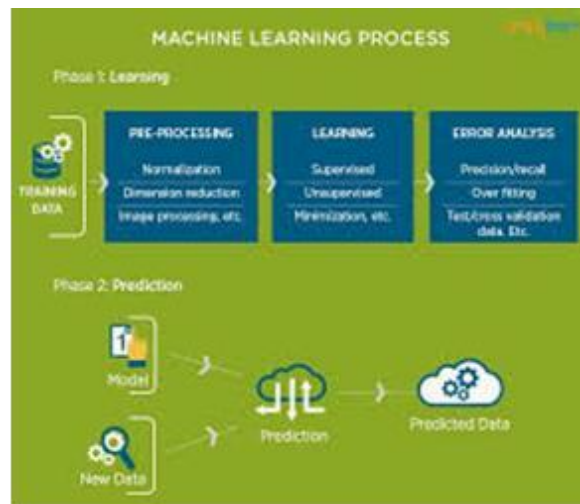 MACHINE LEARNING PROCESS
Phase 1: Learning
TRAINING
DATA
PRE-PROCESSING
Normalization
Dimension reduction
Image processing, etc.
LEARNING
Supervised
Unsupervised
Minimization, etc.
ERROR ANALYSIS
Precision/recall
Over fitting
Test/cross validation
data. Etc.
Phase 2: Prediction
1
Model
New Data
Prediction
Predicted Data